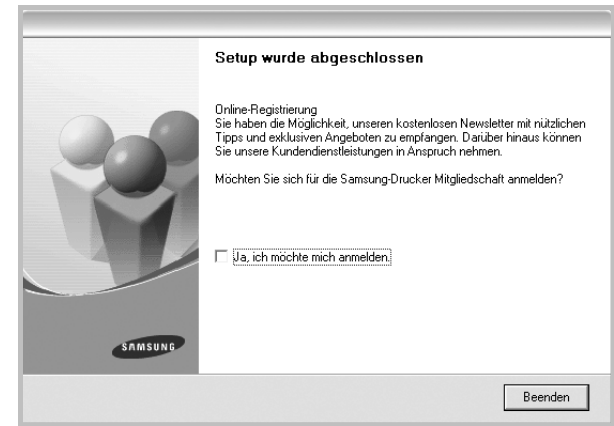 Setup wurde abgeschlossen
Online-Registrierung
Sie haben die Möglichkeit, unseren kostenlosen Newsletter mit nützlichen
Tipps und exklusiven Angeboten zu empfangen. Darüber hinaus können
Sie unsere Kundendienstleistungen in Anspruch nehmen.
Möchten Sie sich für die Samsung-Drucker Mitgliedschaft anmelden?
Ja, ich möchte mich anmelden.
SAMSUNG
Beenden